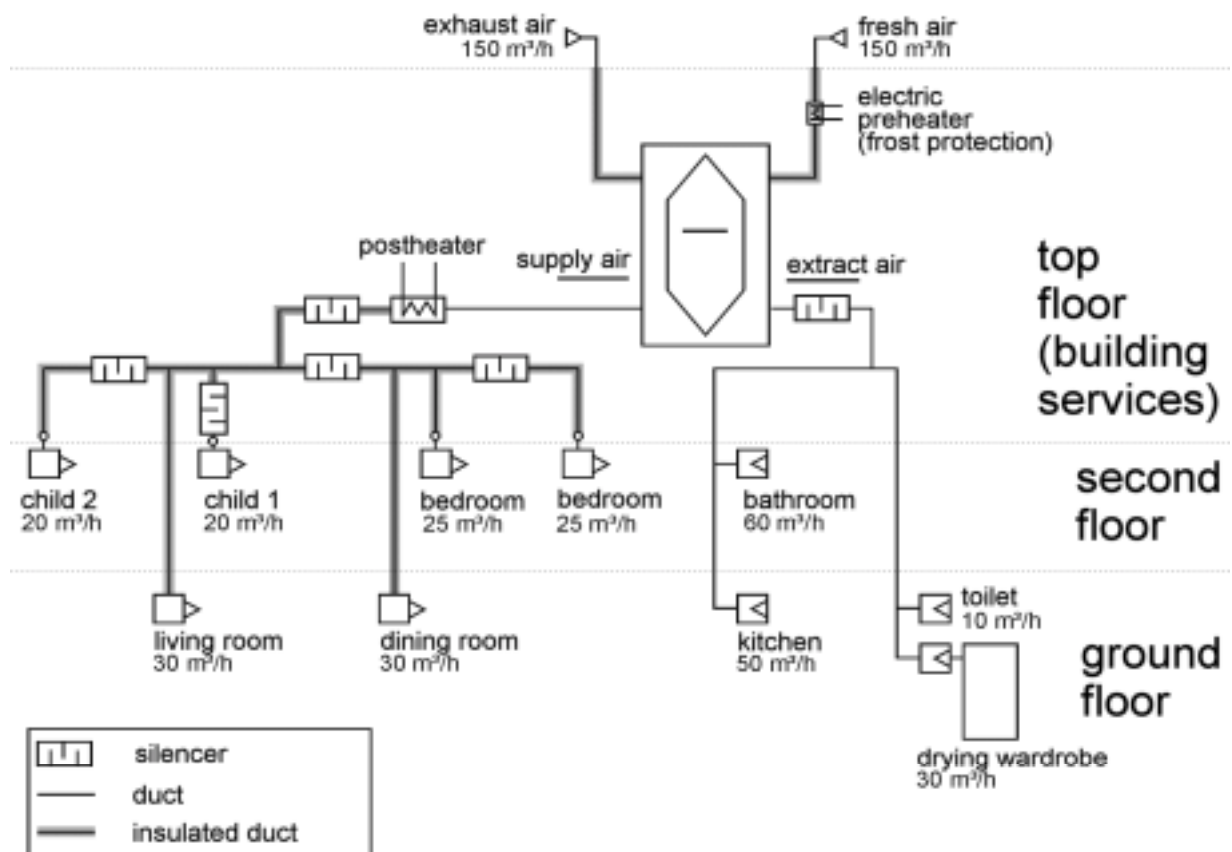 exhaust air
150 m³/h
fresh air
150 m³/h
electric
preheater
(frost protection)
postheater
supply air
extract air
top
floor
(building
services)
child 2
20 m³/h
child 1
20 m³/h
bedroom
25 m³/h
bedroom
25 m³/h
bathroom
60 m³/h
second
floor
living room
30 m³/h
dining room
30 m³/h
kitchen
50 m³/h
toilet
10 m³/h
ground
floor
drying wardrobe
30 m³/h
silencer
duct
insulated duct